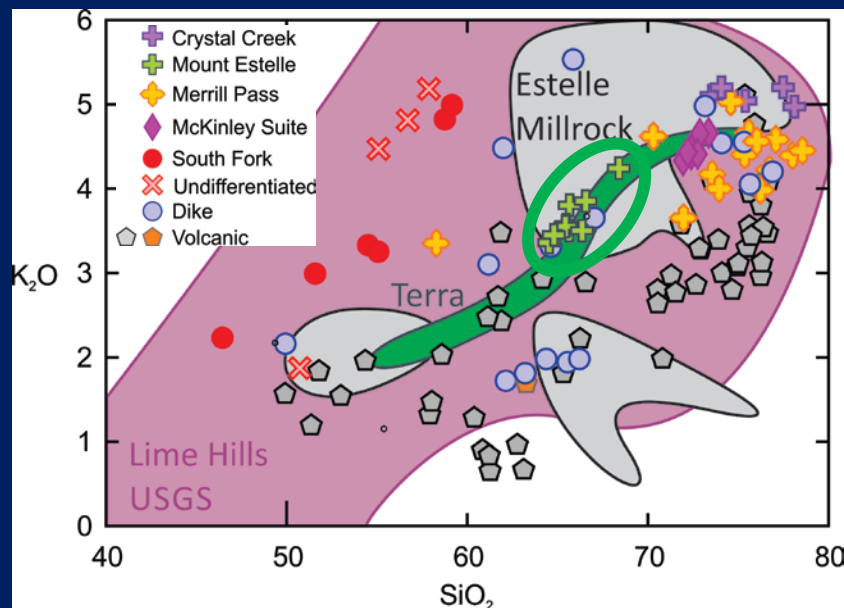 6
5
4
3
2
1
0
K₂O
Crystal Creek
Mount Estelle
Merrill Pass
McKinley Suite
South Fork
Undifferentiated
Dike
Volcanic
Estelle
Millrock
Terra
Lime Hills
USGS
40
50
60
70
80
SiO₂